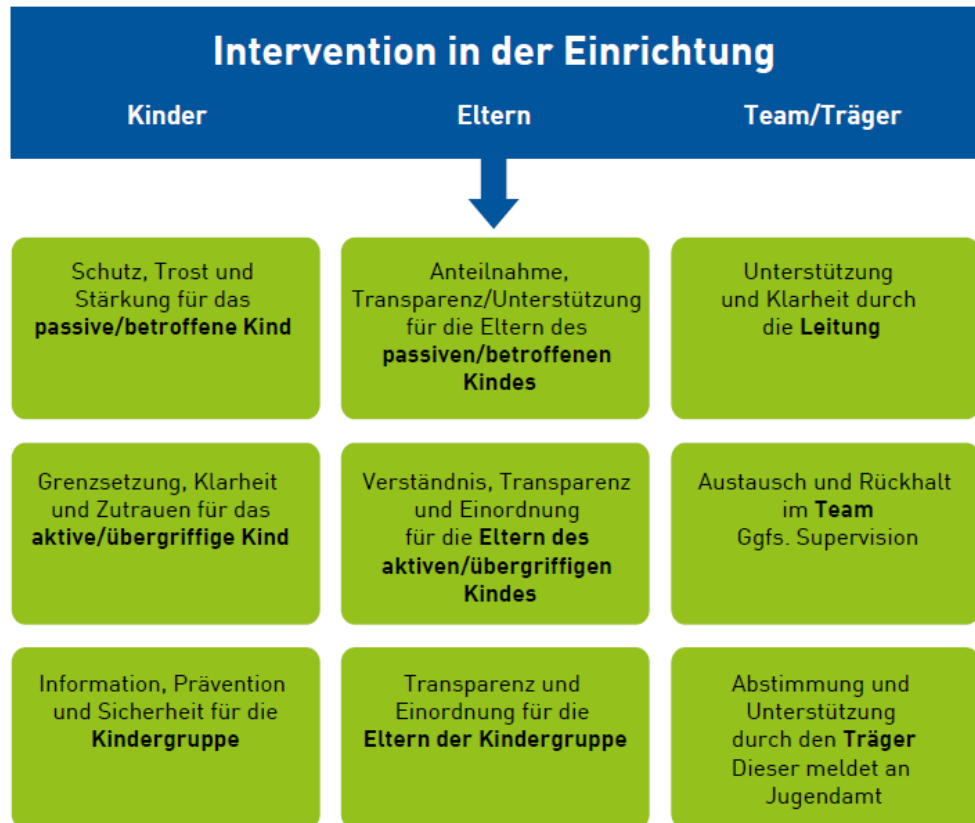 Intervention in der Einrichtung
Kinder
Eltern
Team/Träger
Schutz, Trost und
Stärkung für das
passive/betroffene Kind
Anteilnahme,
Transparenz/Unterstützung
für die Eltern des
passiven/betroffenen
Kindes
Unterstützung
und Klarheit durch
die Leitung
Grenzsetzung, Klarheit
und Zutrauen für das
aktive/übergriffige Kind
Verständnis, Transparenz
und Einordnung
für die Eltern des
aktiven/übergriffigen
Kindes
Austausch und Rückhalt
im Team
Ggfs. Supervision
Information, Prävention
und Sicherheit für die
Kindergruppe
Transparenz und
Einordnung für die
Eltern der Kindergruppe
Abstimmung und
Unterstützung
durch den Träger
Dieser meldet an
Jugendamt